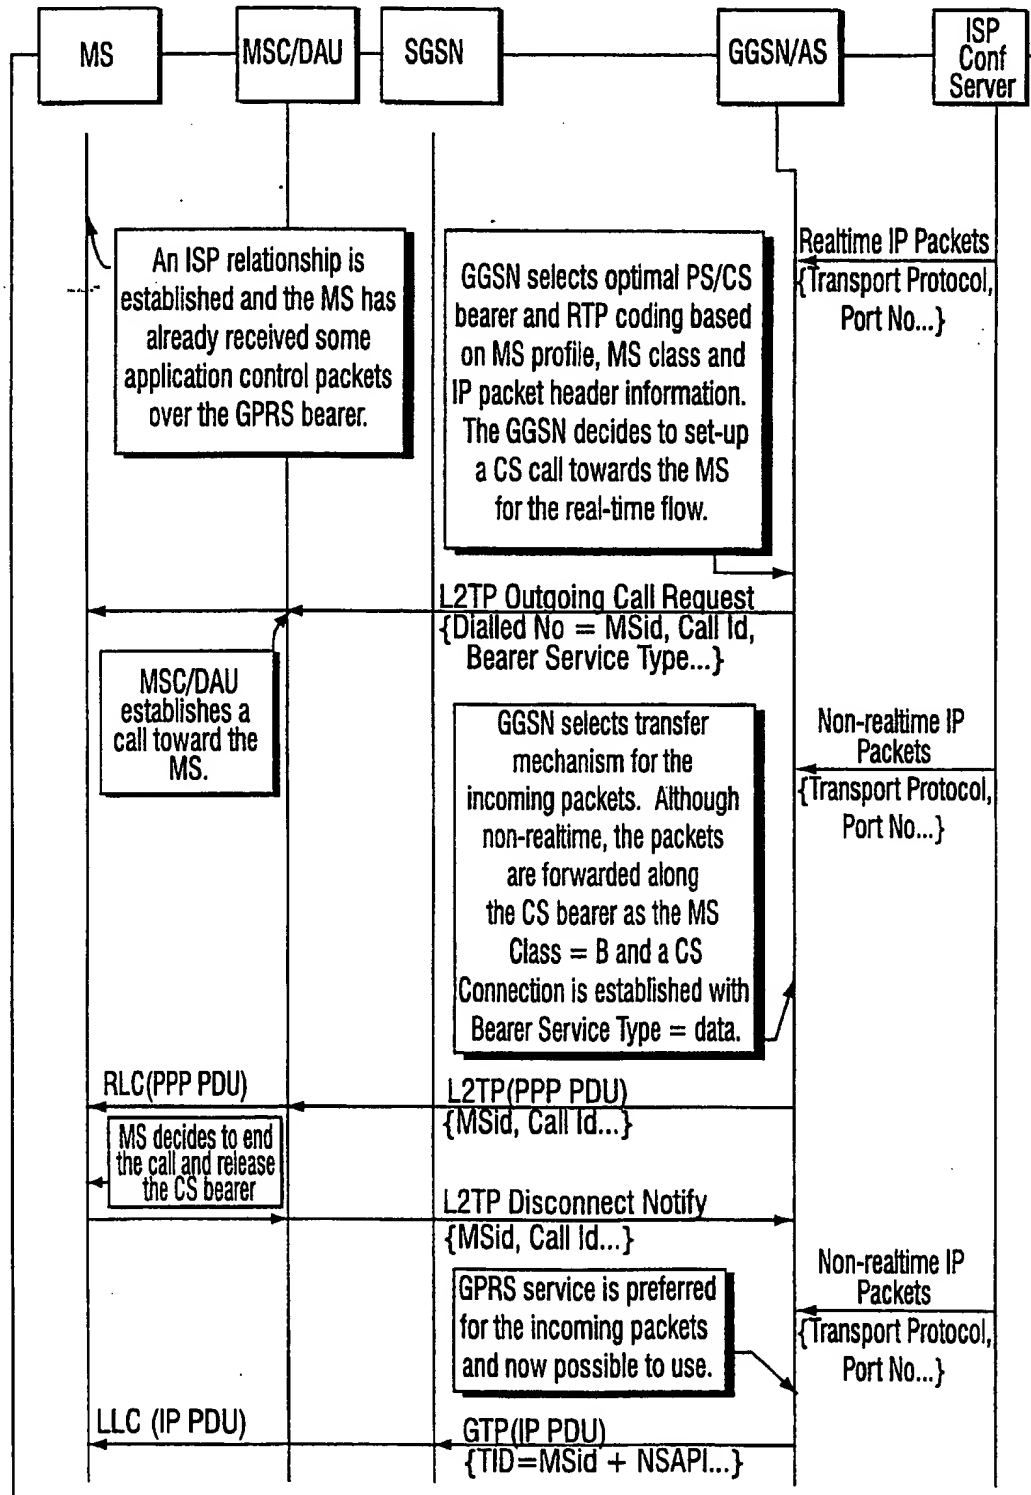 MS
MSC/DAU
SGSN
GGSN/AS
ISP
Conf
Server
An ISP relationship is
established and the MS has
already received some
application control packets
over the GPRS bearer.
GGSN selects optimal PS/CS
bearer and RTP coding based
on MS profile, MS class and
IP packet header information.
The GGSN decides to set-up
a CS call towards the MS
for the real-time flow.
Realtime IP Packets
{Transport Protocol,
Port No...}
L2TP Outgoing Call Request
{Dialled No = MSid, Call Id,
Bearer Service Type...}
MSC/DAU
establishes a
call toward the
MS.
GGSN selects transfer
mechanism for the
incoming packets. Although
non-realtime, the packets
are forwarded along
the CS bearer as the MS
Class = B and a CS
Connection is established with
Bearer Service Type = data.
Non-realtime IP
Packets
{Transport Protocol,
Port No...}
RLC(PPP PDU)
L2TP(PPP PDU)
{MSid, Call Id...}
MS decides to end
the call and release
the CS bearer
L2TP Disconnect Notify
{MSid, Call Id...}
Non-realtime IP
Packets
{Transport Protocol,
Port No...}
GPRS service is preferred
for the incoming packets
and now possible to use.
LLC (IP PDU)
GTP(IP PDU)
{TID=MSid + NSAPI...}